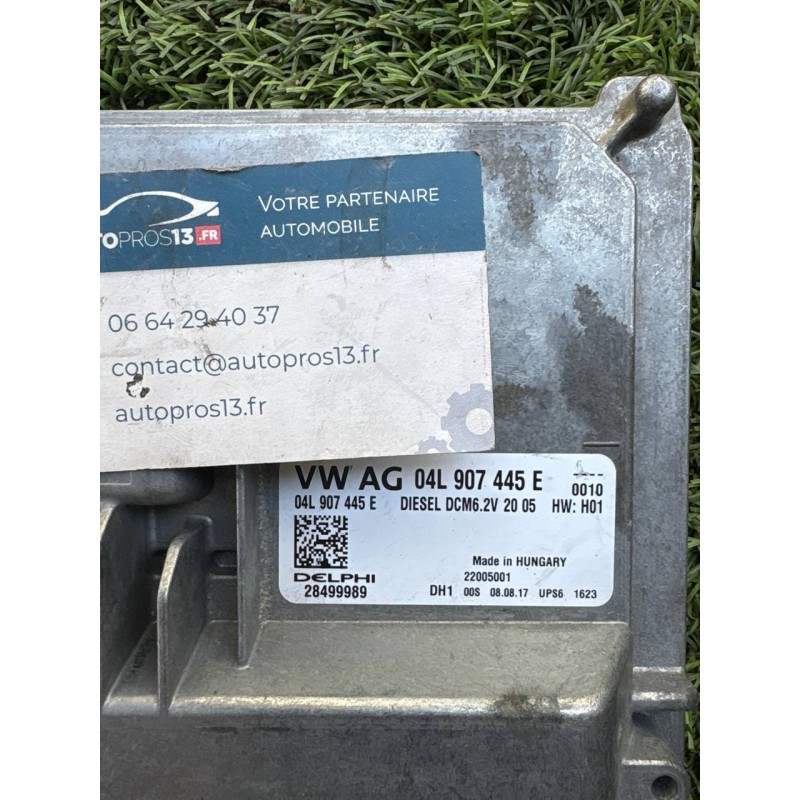 VOTRE PARTENAIRE
AUTOMOBILE
TOPROS13.FR
06 64 29 40 37
contact@autopros13.fr
autopros13.fr
VW AG 04L 907 445 E
0010
04L 907 445 E DIESEL DCM6.2V 20 05 HW: H01
Made in HUNGARY
22005001
DELPHI
28499989
DH1 00S 08.08.17 UPS6 1623